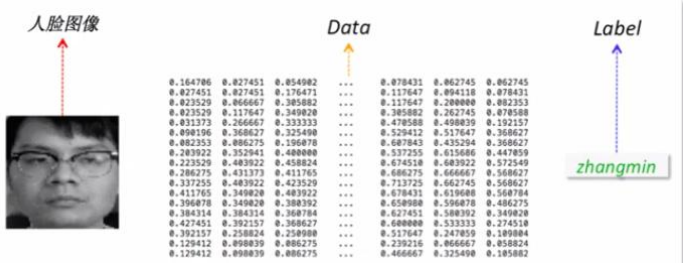 人脸图像 Data Label
0.164706 0.027451 0.054902 ... 0.078431 0.062745 0.062745
0.027451 0.027451 0.176471 ... 0.117647 0.094118 0.078431
0.023529 0.066667 0.305882 ... 0.117647 0.200000 0.082353
0.023529 0.117647 0.349020 ... 0.305882 0.262745 0.070588
0.031373 0.266667 0.333333 ... 0.470588 0.498039 0.192157
0.090196 0.368627 0.325490 ... 0.529412 0.517647 0.368627
0.082353 0.086275 0.196078 ... 0.607843 0.435294 0.368627
0.203922 0.352941 0.400000 ... 0.537255 0.615686 0.447059
0.223529 0.403922 0.458824 ... 0.674510 0.603922 0.572549
0.286275 0.431373 0.411765 ... 0.686275 0.666667 0.568627
0.337255 0.403922 0.423529 ... 0.713725 0.662745 0.568627
0.411765 0.349020 0.403922 ... 0.678431 0.619608 0.560784
0.396078 0.349020 0.380392 ... 0.650980 0.596078 0.486275
0.384314 0.384314 0.360784 ... 0.627451 0.580392 0.349020
0.427451 0.392157 0.368627 ... 0.600000 0.533333 0.274510
0.392157 0.258824 0.250980 ... 0.517647 0.247059 0.109804
0.129412 0.098039 0.086275 ... 0.239216 0.066667 0.058824
0.129412 0.098039 0.086275 ... 0.466667 0.325490 0.105882
zhangmin